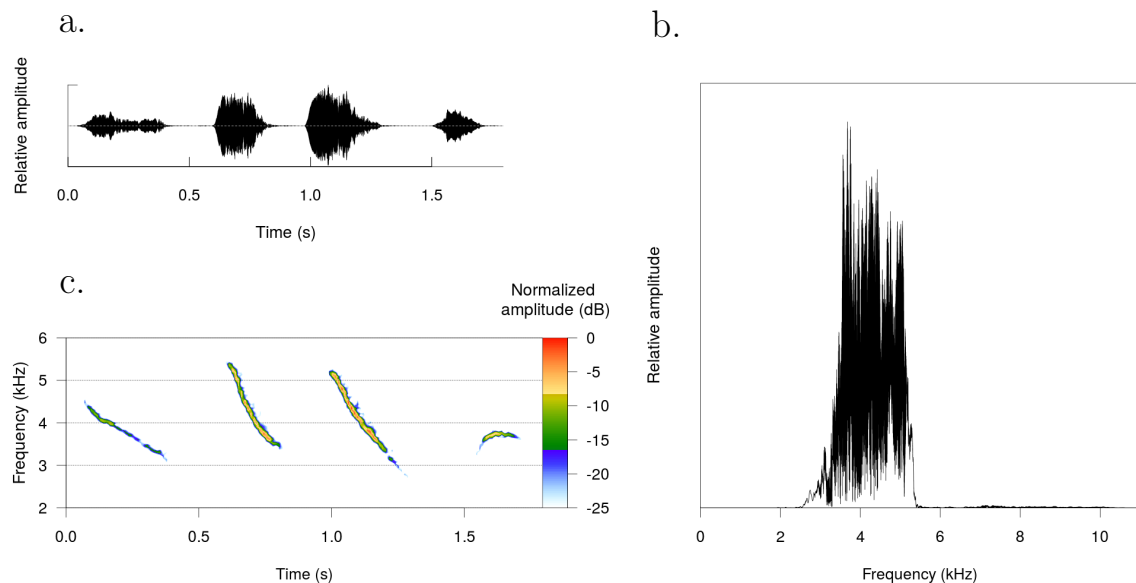 a.
Relative amplitude
0.0 0.5 1.0 1.5
Time (s)
b.
Relative amplitude
0 2 4 6 8 10
Frequency (kHz)
c.
Normalized
amplitude (dB)
6
5
4
3
2
Frequency (kHz)
0
-5
-10
-15
-20
-25
0.0 0.5 1.0 1.5
Time (s)